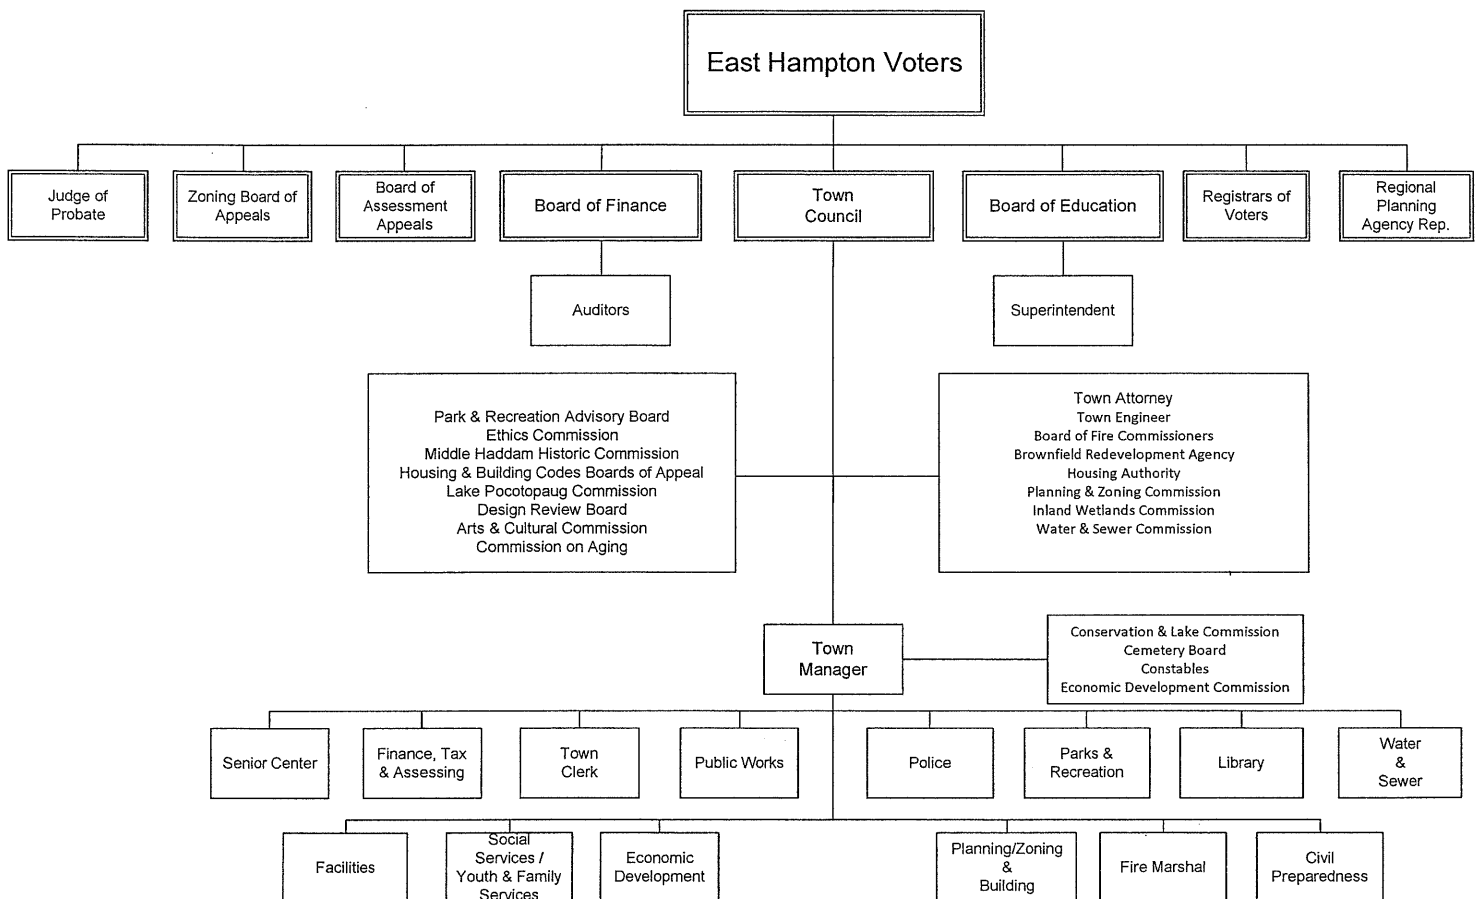 East Hampton Voters
Judge of
Probate
Zoning Board of
Appeals
Board of
Assessment
Appeals
Board of Finance
Town
Council
Board of Education
Registrars of
Voters
Regional
Planning
Agency Rep.
Auditors
Superintendent
Park & Recreation Advisory Board
Ethics Commission
Middle Haddam Historic Commission
Housing & Building Codes Boards of Appeal
Lake Pocotopaug Commission
Design Review Board
Arts & Cultural Commission
Commission on Aging
Town Attorney
Town Engineer
Board of Fire Commissioners
Brownfield Redevelopment Agency
Housing Authority
Planning & Zoning Commission
Inland Wetlands Commission
Water & Sewer Commission
Town
Manager
Conservation & Lake Commission
Cemetery Board
Constables
Economic Development Commission
Senior Center
Finance, Tax
& Assessing
Town
Clerk
Public Works
Police
Parks &
Recreation
Library
Water
&
Sewer
Facilities
Social
Services /
Youth & Family
Services
Economic
Development
Planning/Zoning
&
Building
Fire Marshal
Civil
Preparedness